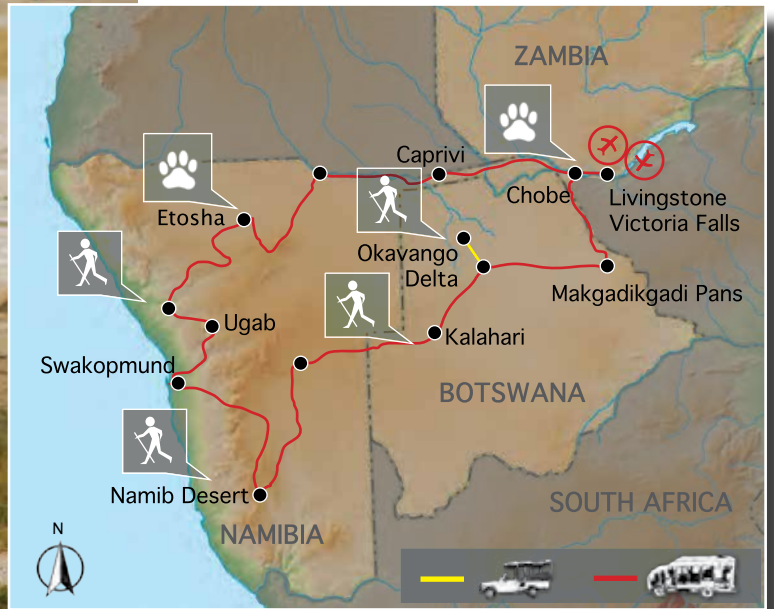 ZAMBIA
Caprivi
Chobe
Livingstone
Victoria Falls
Etosha
Okavango
Delta
Makgadikgadi Pans
Ugab
Kalahari
Swakopmund
BOTSWANA
Namib Desert
SOUTH AFRICA
NAMIBIA
N